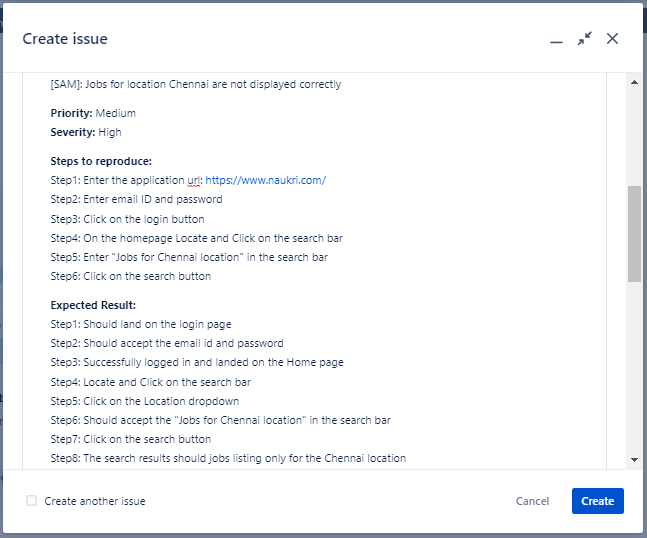 Create issue
[SAM]: Jobs for location Chennai are not displayed correctly
Priority: Medium
Severity: High
Steps to reproduce:
Step1: Enter the application url: https://www.naukri.com/
Step2: Enter email ID and password
Step3: Click on the login button
Step4: On the homepage Locate and Click on the search bar
Step5: Enter "Jobs for Chennai location" in the search bar
Step6: Click on the search button
Expected Result:
Step1: Should land on the login page
Step2: Should accept the email id and password
Step3: Successfully logged in and landed on the Home page
Step4: Locate and Click on the search bar
Step5: Click on the Location dropdown
Step6: Should accept the "Jobs for Chennai location" in the search bar
Step7: Click on the search button
Step8: The search results should jobs listing only for the Chennai location
Create another issue
Cancel
Create